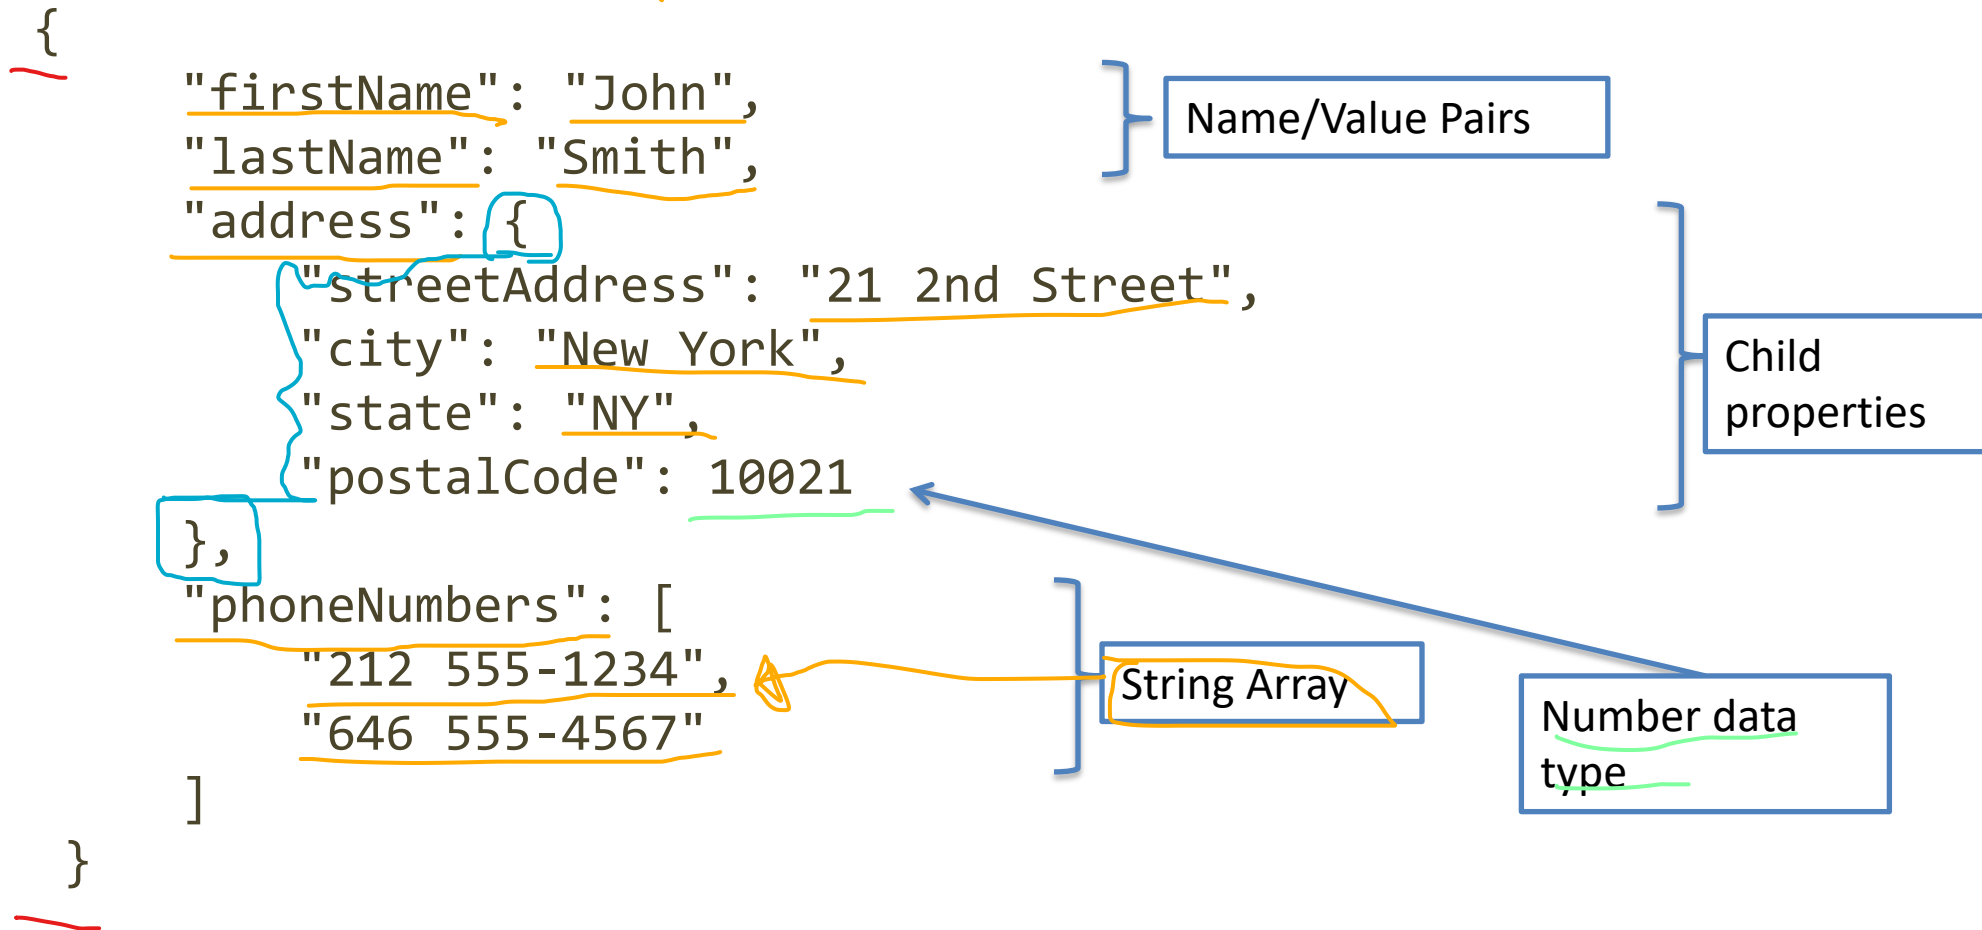 {
"firstName": "John",
"lastName": "Smith",
"address": {
"streetAddress": "21 2nd Street",
"city": "New York",
"state": "NY",
"postalCode": 10021
},
"phoneNumbers": [
"212 555-1234",
"646 555-4567"
]
}
Name/Value Pairs
Child
properties
String Array
Number data
type